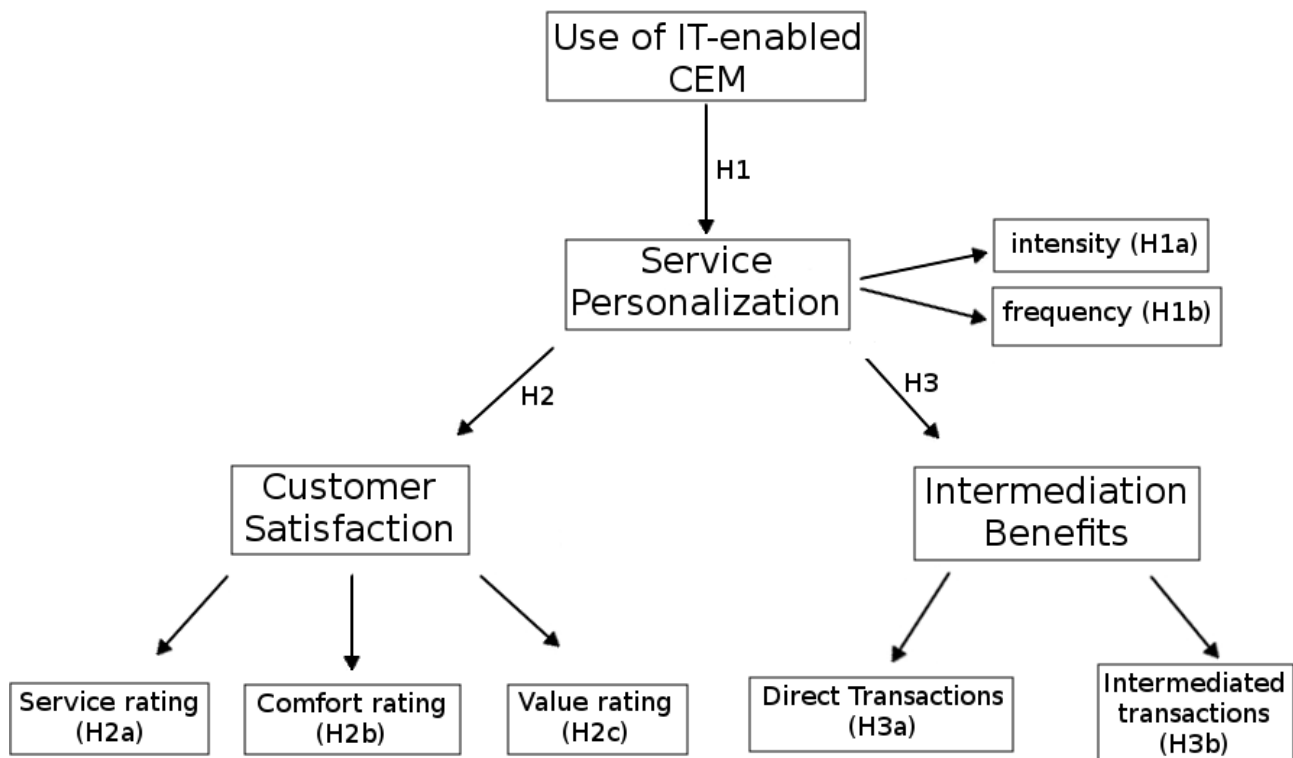 Use of IT-enabled
CEM
H1
Service
Personalization
intensity (H1a)
frequency (H1b)
H2
H3
Customer
Satisfaction
Intermediation
Benefits
Service rating
(H2a)
Comfort rating
(H2b)
Value rating
(H2c)
Direct Transactions
(H3a)
Intermediated
transactions
(H3b)